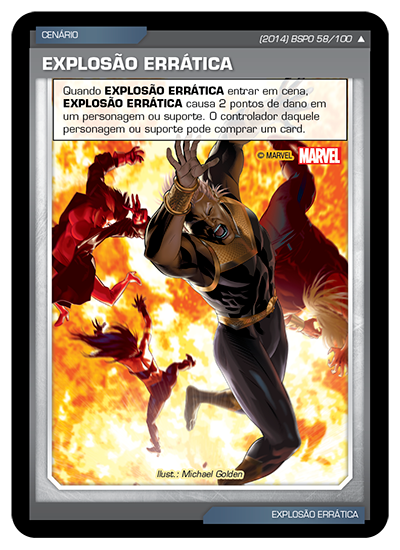 CENÁRIO
(2014) BSPO 58/100 ▲
EXPLOSÃO ERRÁTICA
Quando EXPLOSÃO ERRÁTICA entrar em cena,
EXPLOSÃO ERRÁTICA causa 2 pontos de dano em
um personagem ou suporte. O controlador daquele
personagem ou suporte pode comprar um card.
© MARVEL MARVEL
Ilust.: Michael Golden
EXPLOSÃO ERRÁTICA